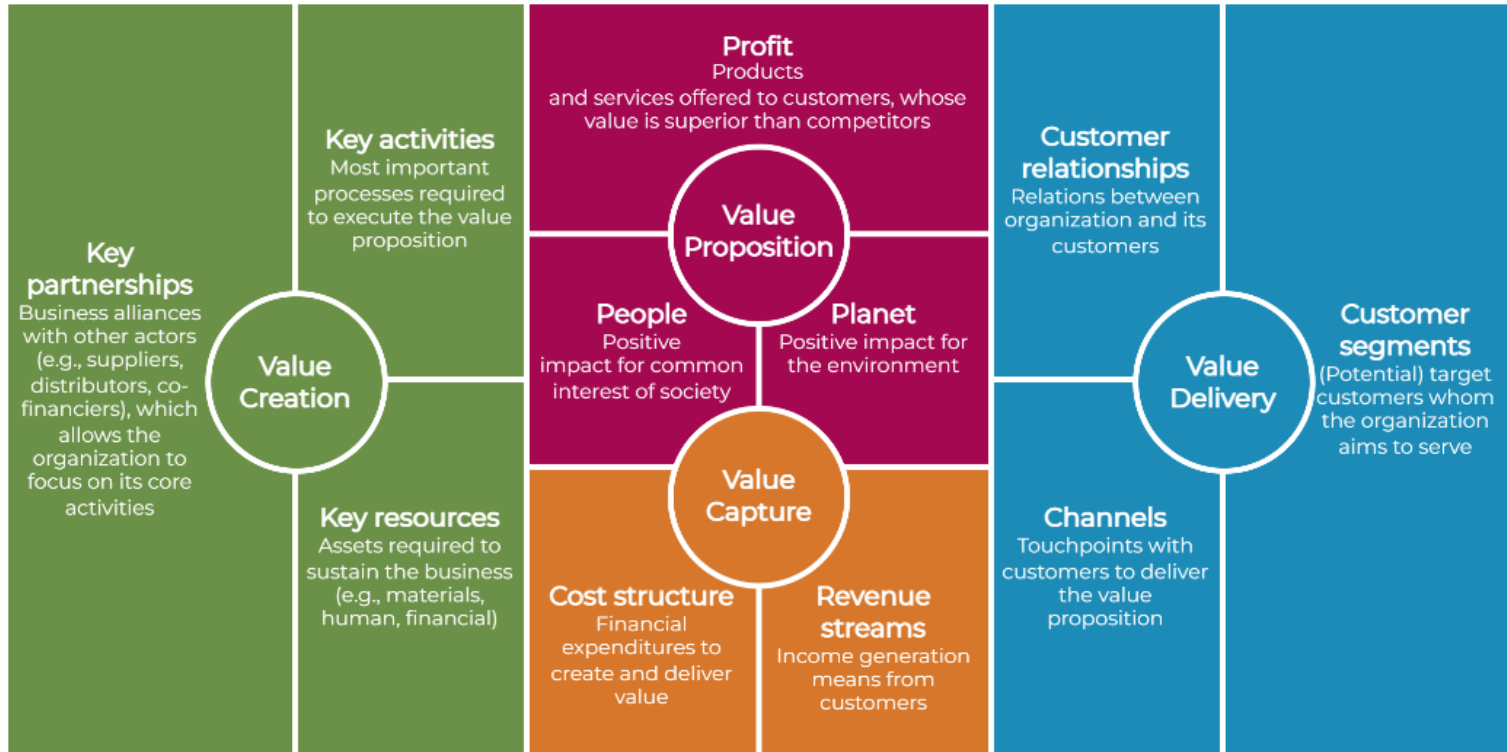 Key
partnerships
Business alliances
with other actors
(e.g., suppliers,
distributors, co-
financiers), which
allows the
organization to
focus on its core
activities
Value
Creation
Key activities
Most important
processes required
to execute the value
proposition
Key resources
Assets required to
sustain the business
(e.g., materials,
human, financial)
Profit
Products
and services offered to customers, whose
value is superior than competitors
Value
Proposition
People
Positive
impact for common
interest of society
Planet
Positive impact for
the environment
Value
Capture
Cost structure
Financial
expenditures to
create and deliver
value
Revenue
streams
Income generation
means from
customers
Customer
relationships
Relations between
organization and its
customers
Value
Delivery
Channels
Touchpoints with
customers to deliver
the value
proposition
Customer
segments
(Potential) target
customers whom
the organization
aims to serve